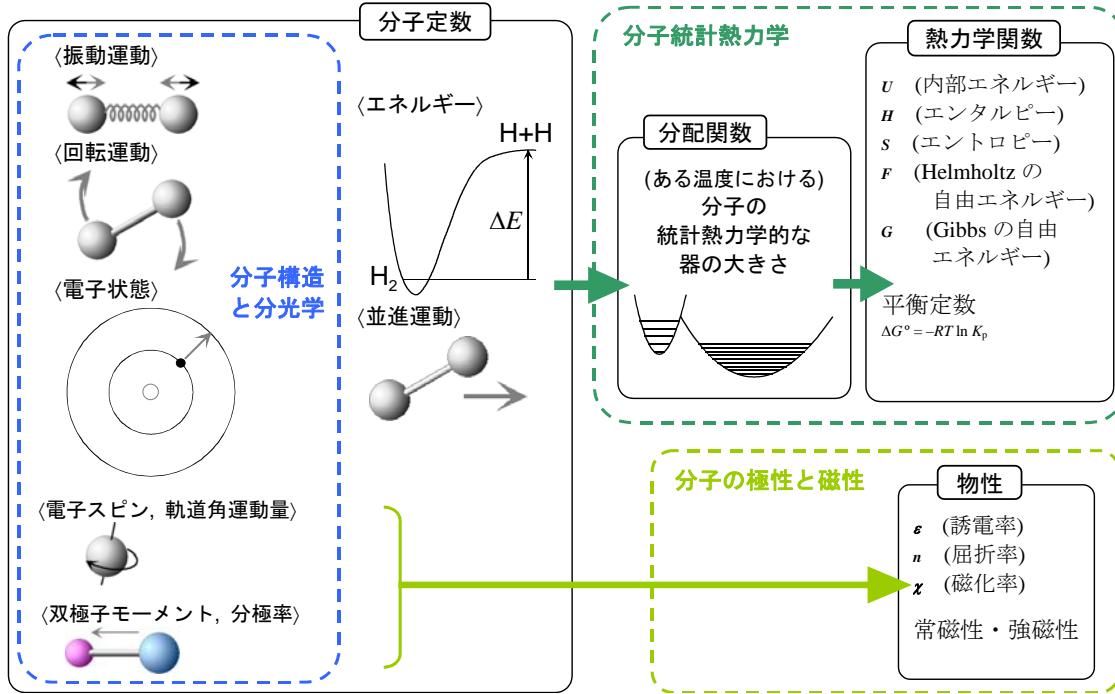 分子定数
〈振動運動〉
〈回転運動〉
〈電子状態〉
〈電子スピン, 軌道角運動量〉
〈双極子モーメント, 分極率〉
分子構造
と分光学
〈エネルギー〉
H+H
ΔE
H₂
〈並進運動〉
分子統計熱力学
分配関数
(ある温度における)
分子の
統計熱力学的な
器の大きさ
熱力学関数
U (内部エネルギー)
H (エンタルピー)
S (エントロピー)
F (Helmholtz の
自由エネルギー)
G (Gibbs の自由
エネルギー)
平衡定数
ΔG° = –RT ln Kₚ
分子の極性と磁性
物性
ε (誘電率)
n (屈折率)
χ (磁化率)
常磁性・強磁性